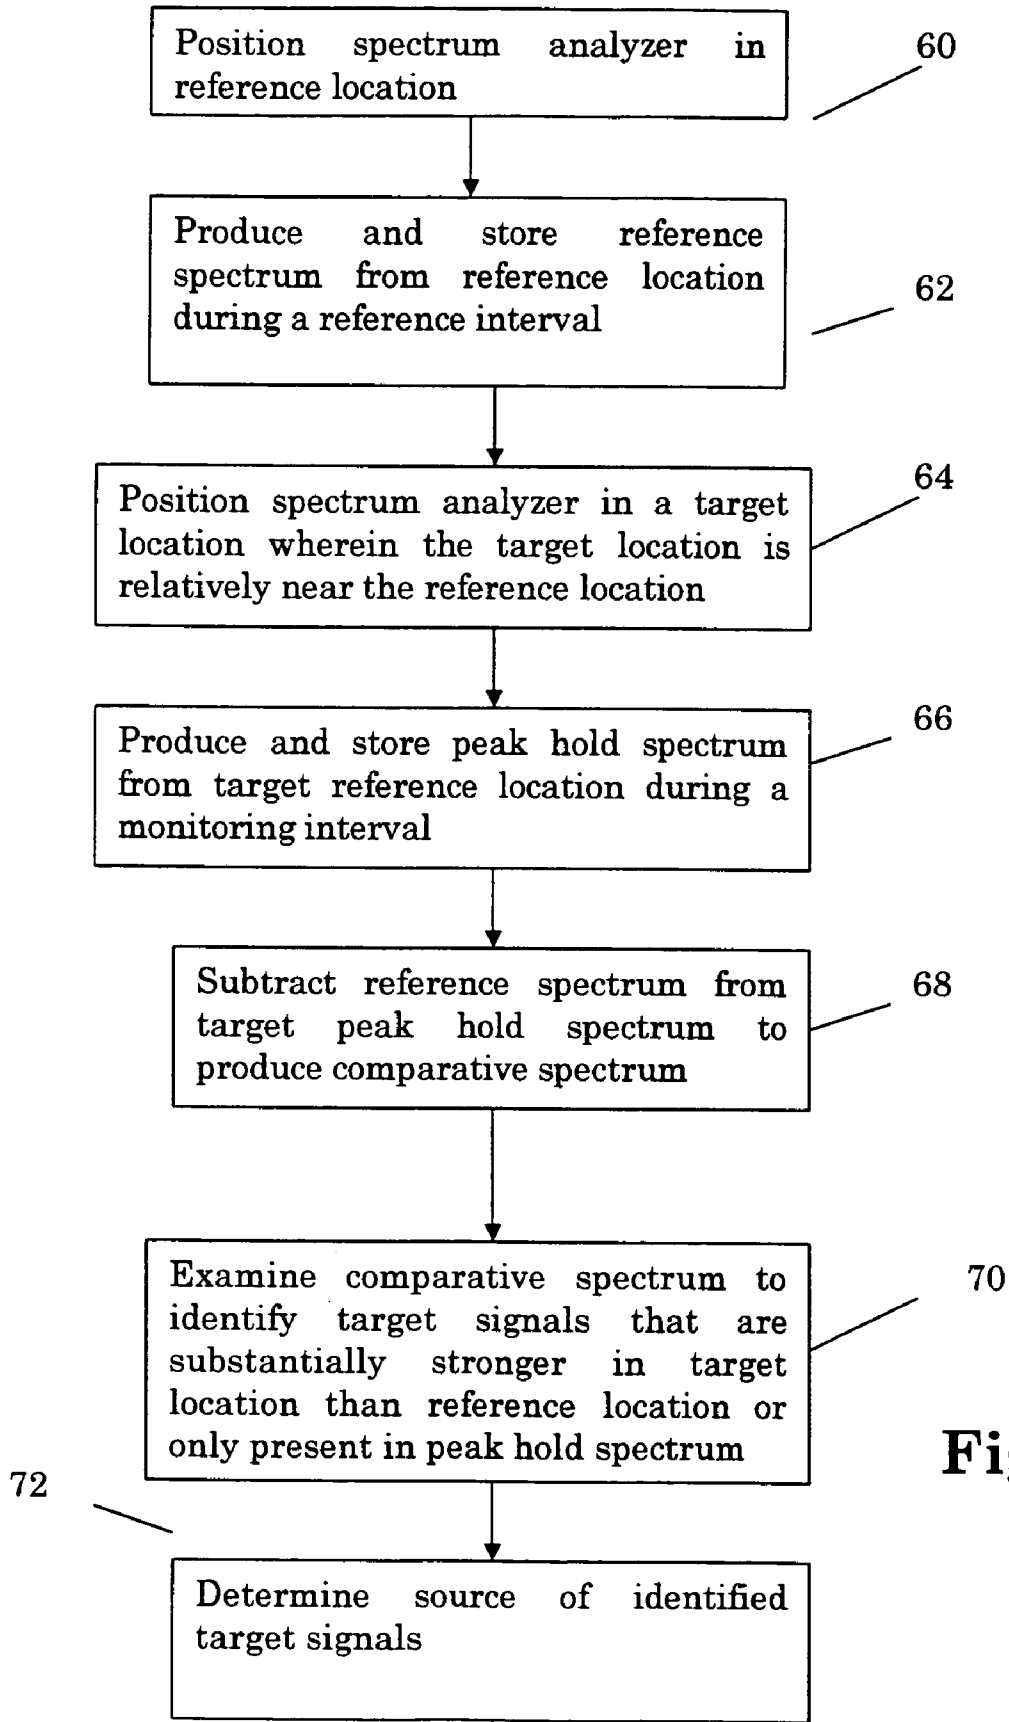 Position spectrum analyzer in
reference location
60
Produce and store reference
spectrum from reference location
during a reference interval
62
Position spectrum analyzer in a target
location wherein the target location is
relatively near the reference location
64
Produce and store peak hold spectrum
from target reference location during a
monitoring interval
66
Subtract reference spectrum from
target peak hold spectrum to
produce comparative spectrum
68
Examine comparative spectrum to
identify target signals that are
substantially stronger in target
location than reference location or
only present in peak hold spectrum
70
Fi
72
Determine source of identified
target signals